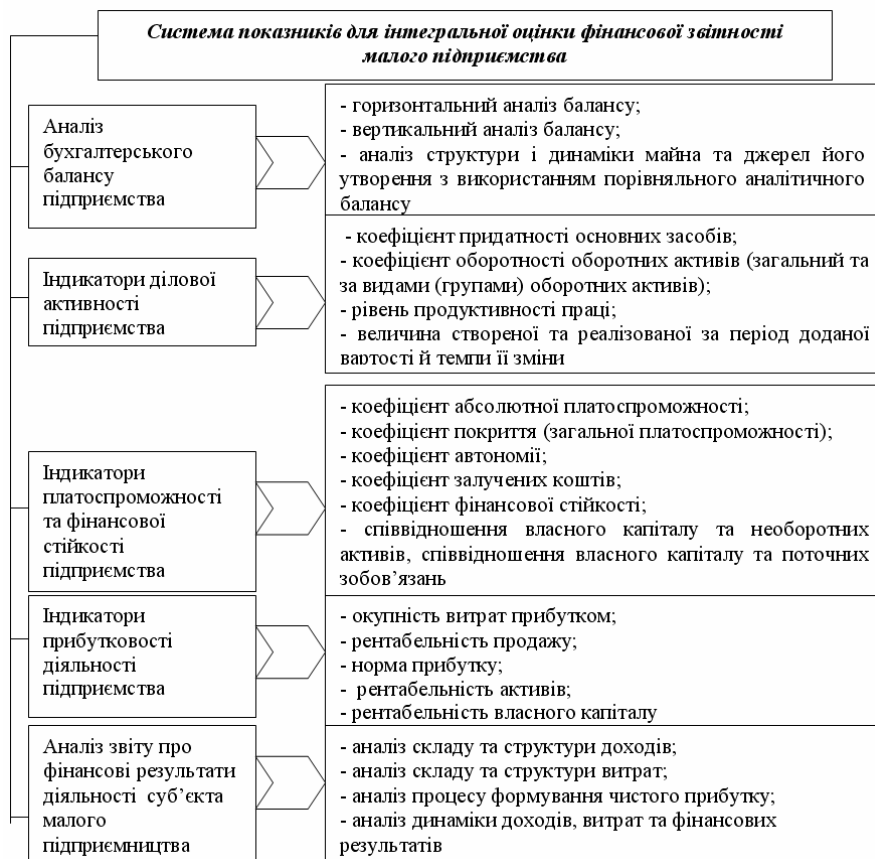 Система показників для інтегральної оцінки фінансової звітності
малого підприємства
Аналіз
бухгалтерського
балансу
підприємства
- горизонтальний аналіз балансу;
- вертикальний аналіз балансу;
- аналіз структури і динаміки майна та джерел його
утворення з використанням порівняльного аналітичного
балансу
Індикатори ділової
активності
підприємства
- коефіцієнт придатності основних засобів;
- коефіцієнт оборотності оборотних активів (загальний та
за видами (групами) оборотних активів);
- рівень продуктивності праці;
- величина створеної та реалізованої за період доданої
вартості й темпи її зміни
Індикатори
платоспроможності
та фінансової
стійкості
підприємства
- коефіцієнт абсолютної платоспроможності;
- коефіцієнт покриття (загальної платоспроможності);
- коефіцієнт автономії;
- коефіцієнт залучених коштів;
- коефіцієнт фінансової стійкості;
- співвідношення власного капіталу та необоротних
активів, співвідношення власного капіталу та поточних
зобов’язань
Індикатори
прибутковості
діяльності
підприємства
- окупність витрат прибутком;
- рентабельність продажу;
- норма прибутку;
- рентабельність активів;
- рентабельність власного капіталу
Аналіз звіту про
фінансові результати
діяльності суб’єкта
малого
підприємництва
- аналіз складу та структури доходів;
- аналіз складу та структури витрат;
- аналіз процесу формування чистого прибутку;
- аналіз динаміки доходів, витрат та фінансових
результатів